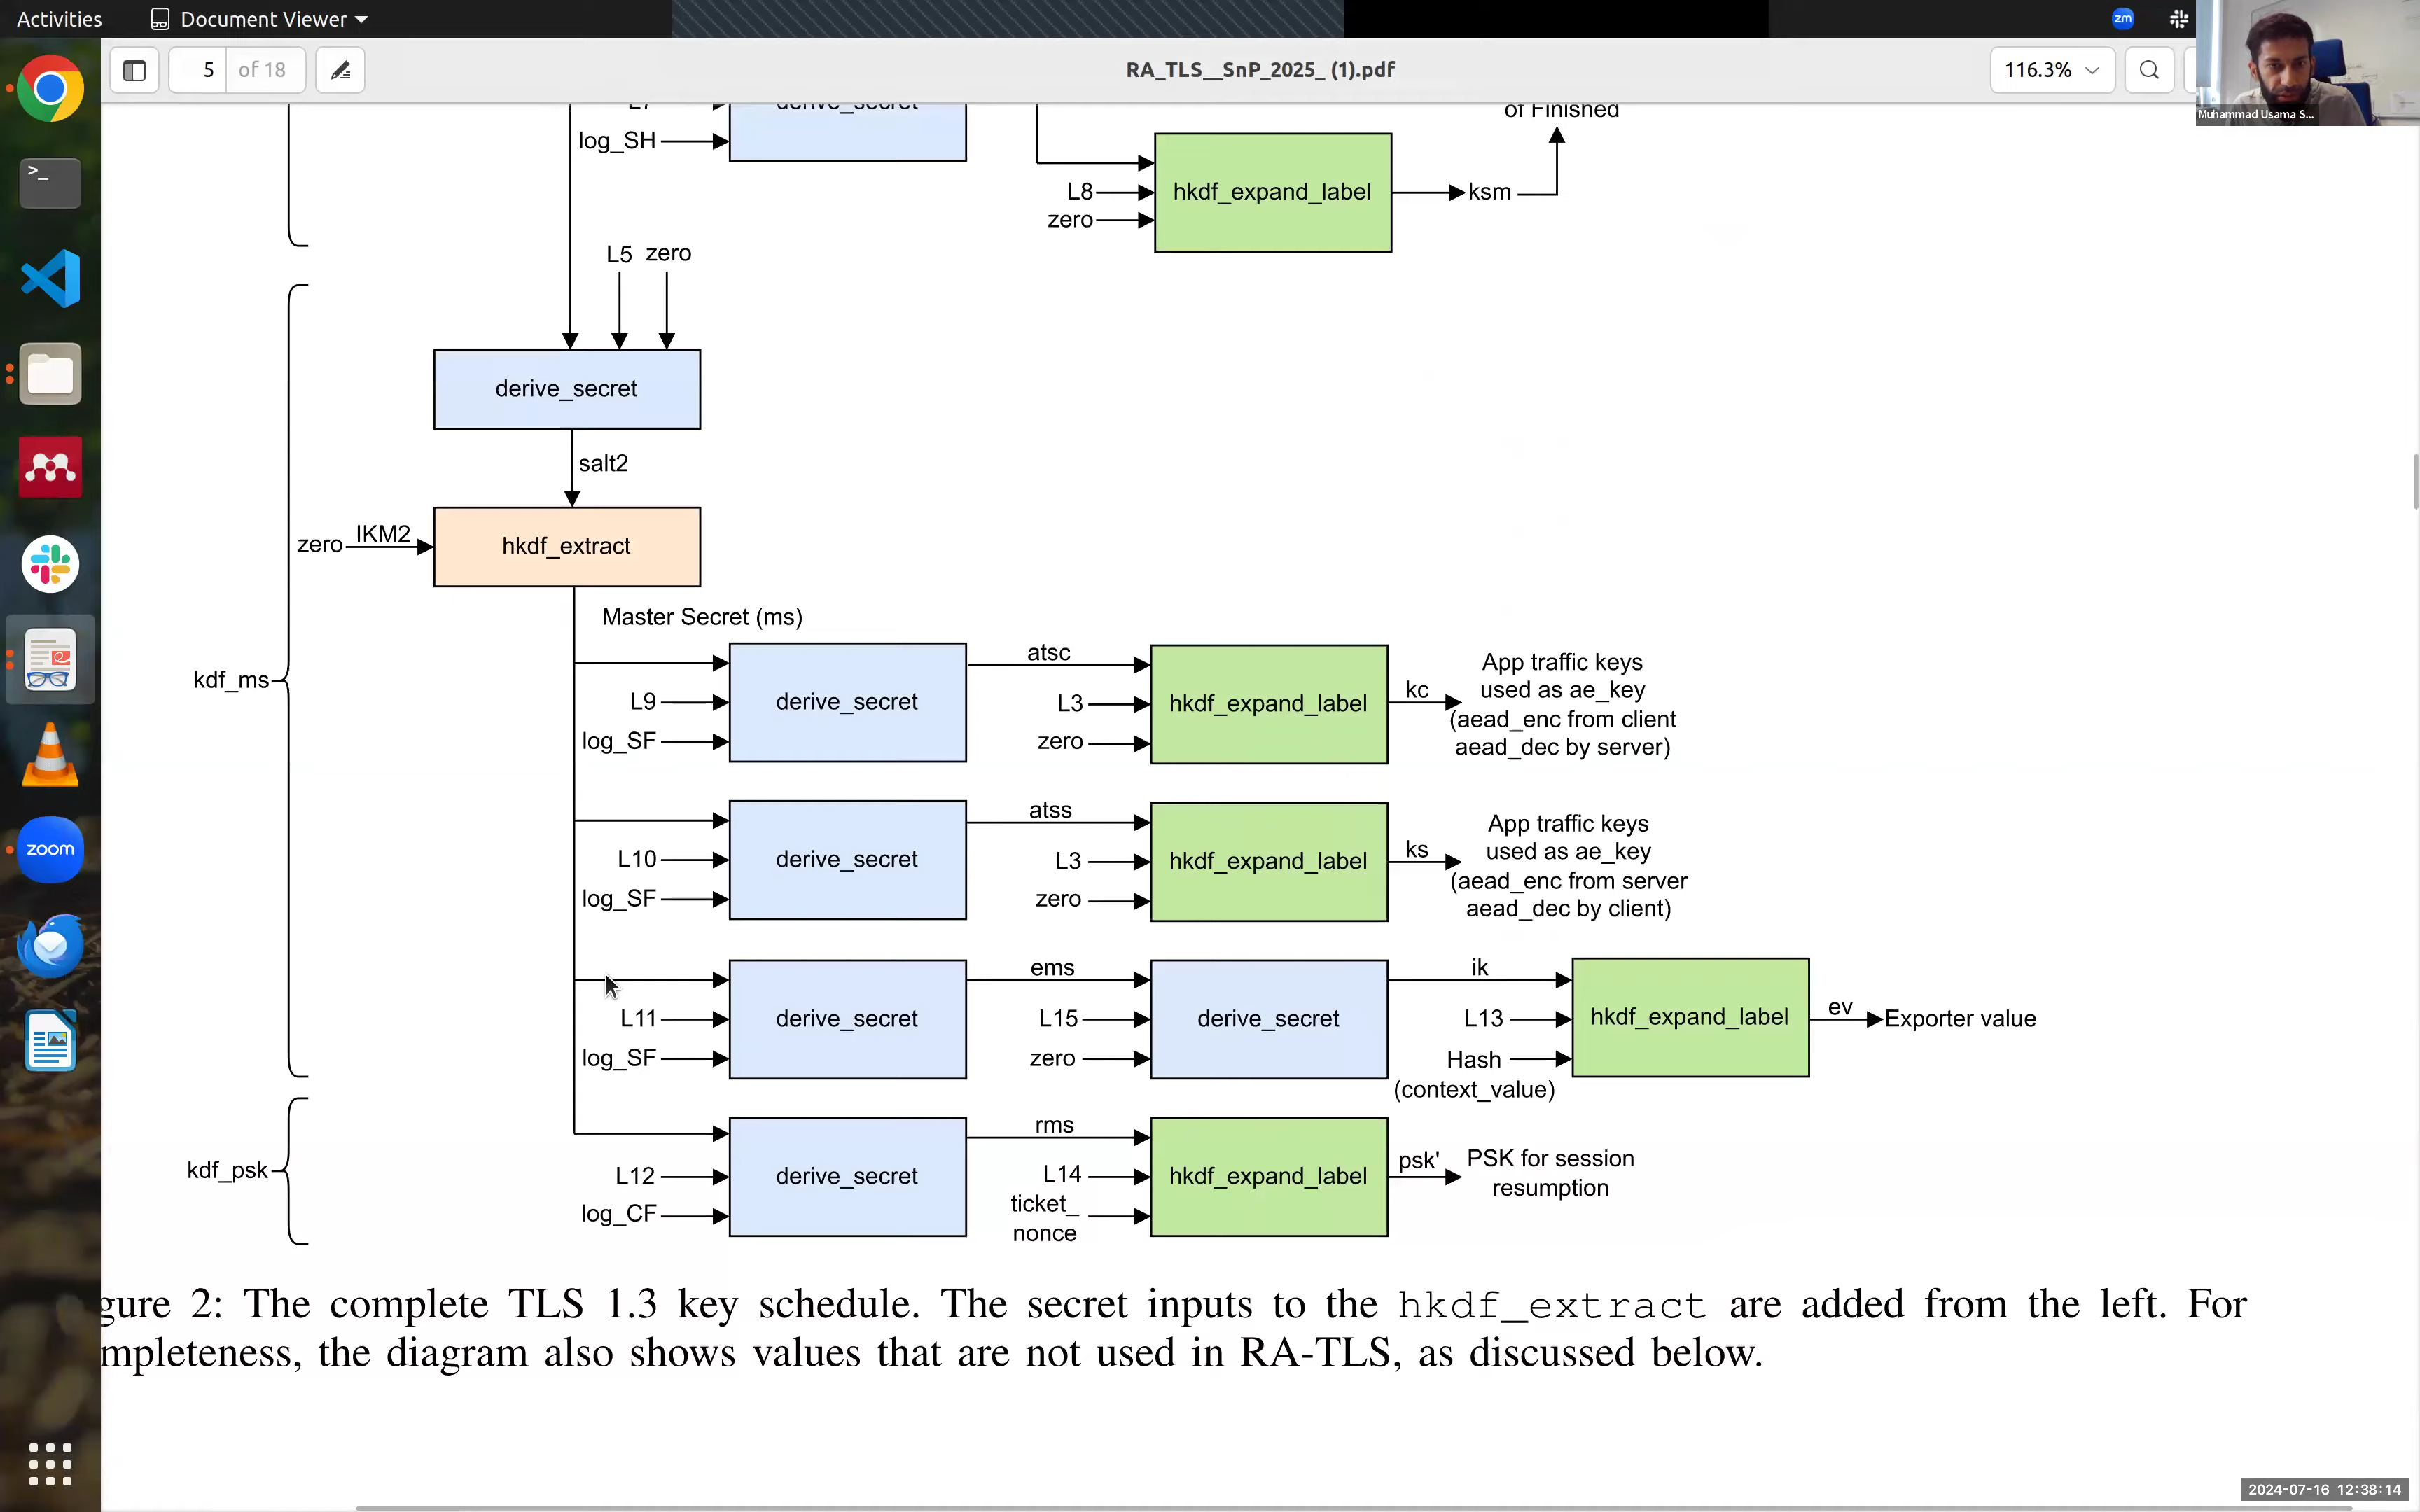 Activities
Document Viewer
zm
5 of 18
RA_TLS__SnP_2025_ (1).pdf
116.3%
Muhammad Usama S...
L7
derive_secret
log_SH
of Finished
L8
hkdf_expand_label
ksm
zero
L5 zero
derive_secret
salt2
zero
IKM2
hkdf_extract
Master Secret (ms)
kdf_ms
L9
log_SF
derive_secret
atsc
L3
zero
hkdf_expand_label
kc
App traffic keys
used as ae_key
(aead_enc from client
aead_dec by server)
L10
log_SF
derive_secret
atss
L3
zero
hkdf_expand_label
ks
App traffic keys
used as ae_key
(aead_enc from server
aead_dec by client)
L11
log_SF
derive_secret
ems
L15
zero
derive_secret
ik
L13
Hash
(context_value)
hkdf_expand_label
ev
Exporter value
kdf_psk
L12
log_CF
derive_secret
rms
L14
ticket_
nonce
hkdf_expand_label
psk'
PSK for session
resumption
gure 2: The complete TLS 1.3 key schedule. The secret inputs to the hkdf_extract are added from the left. For
mpleteness, the diagram also shows values that are not used in RA-TLS, as discussed below.
zoom
2024-07-16 12:38:14